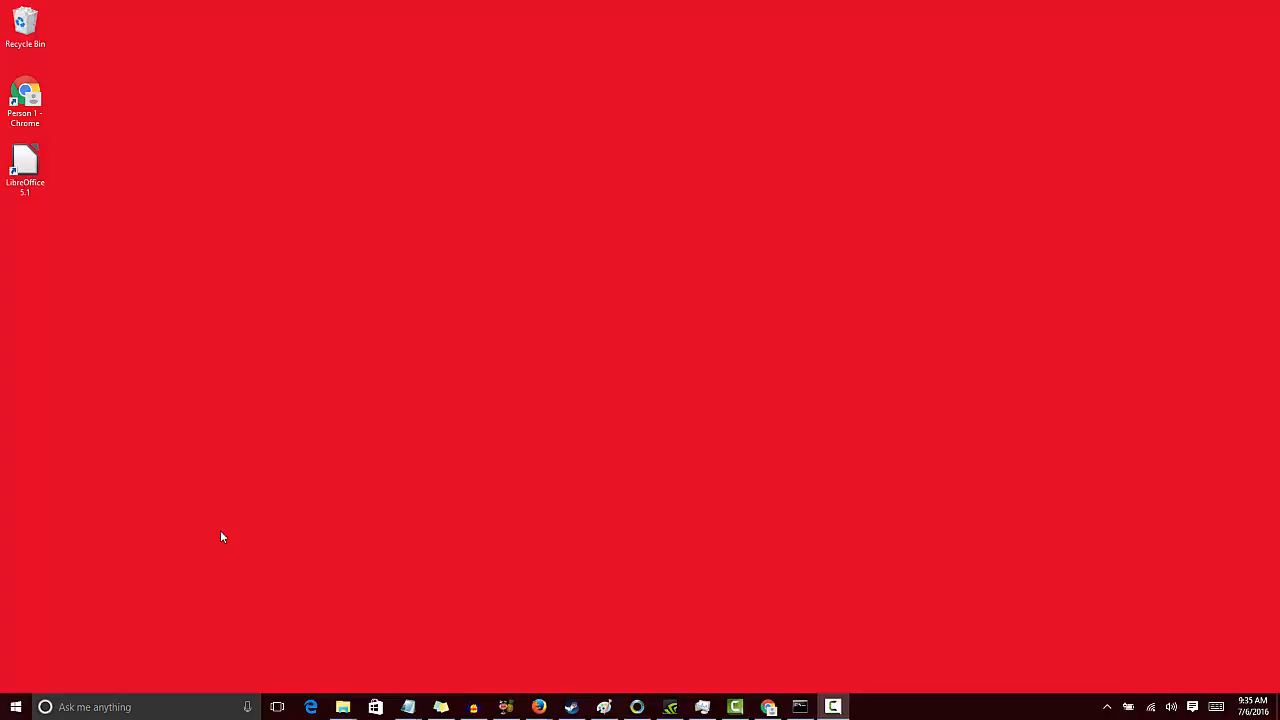 Recycle Bin
Person 1 -
Chrome
LibreOffice
5.1
Ask me anything
9:35 AM
7/6/2016